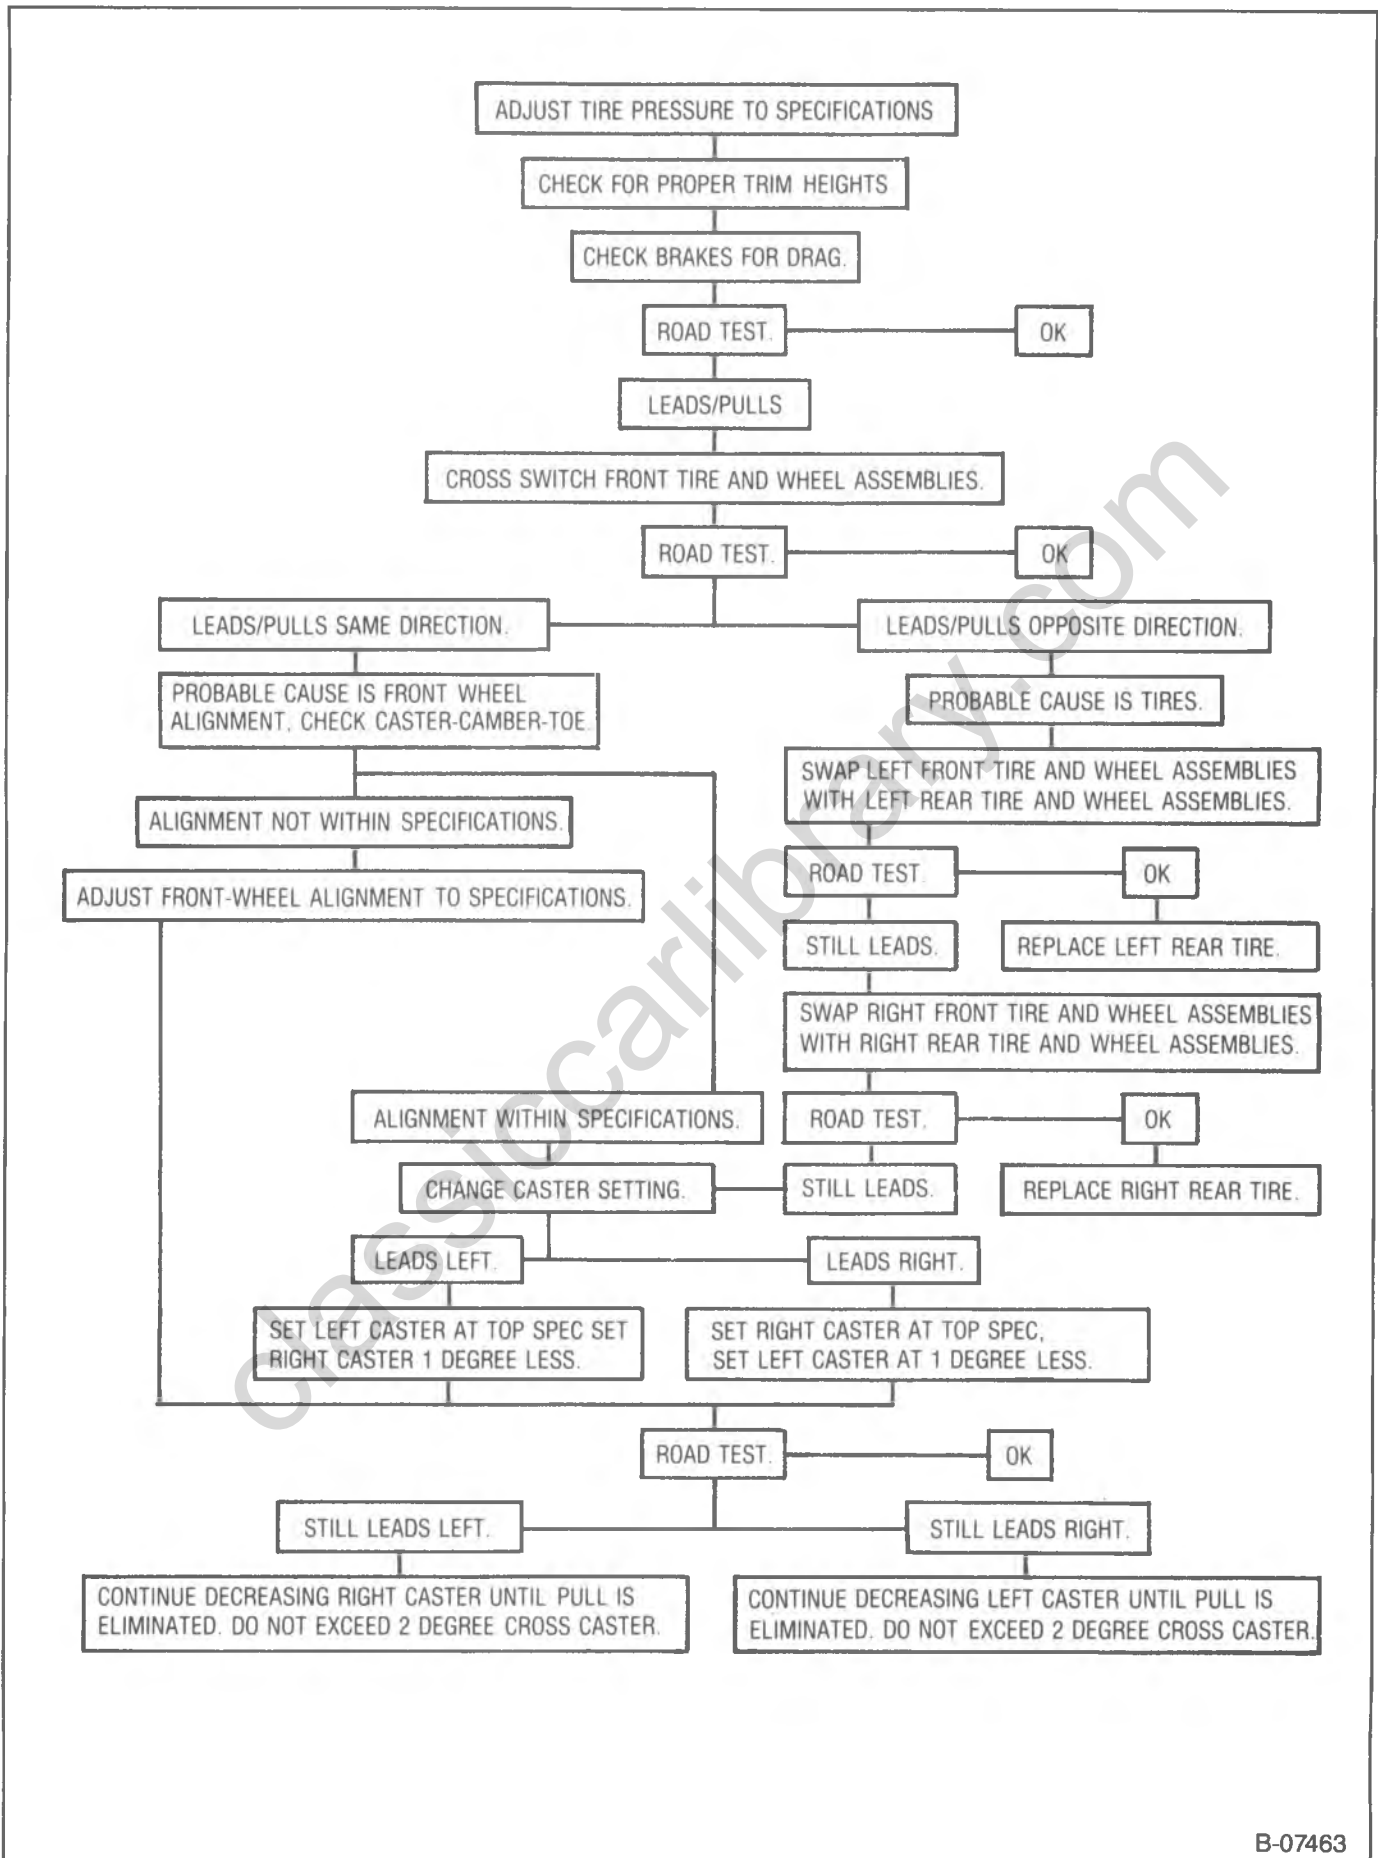 ADJUST TIRE PRESSURE TO SPECIFICATIONS
CHECK FOR PROPER TRIM HEIGHTS
CHECK BRAKES FOR DRAG.
ROAD TEST.
OK
LEADS/PULLS
CROSS SWITCH FRONT TIRE AND WHEEL ASSEMBLIES.
ROAD TEST.
OK
LEADS/PULLS SAME DIRECTION.
LEADS/PULLS OPPOSITE DIRECTION.
PROBABLE CAUSE IS FRONT WHEEL
ALIGNMENT, CHECK CASTER-CAMBER-TOE.
PROBABLE CAUSE IS TIRES.
SWAP LEFT FRONT TIRE AND WHEEL ASSEMBLIES
WITH LEFT REAR TIRE AND WHEEL ASSEMBLIES.
ALIGNMENT NOT WITHIN SPECIFICATIONS.
ROAD TEST.
OK
ADJUST FRONT-WHEEL ALIGNMENT TO SPECIFICATIONS.
STILL LEADS.
REPLACE LEFT REAR TIRE.
SWAP RIGHT FRONT TIRE AND WHEEL ASSEMBLIES
WITH RIGHT REAR TIRE AND WHEEL ASSEMBLIES.
ALIGNMENT WITHIN SPECIFICATIONS.
ROAD TEST.
OK
CHANGE CASTER SETTING.
STILL LEADS.
REPLACE RIGHT REAR TIRE.
LEADS LEFT.
LEADS RIGHT.
SET LEFT CASTER AT TOP SPEC SET
RIGHT CASTER 1 DEGREE LESS.
SET RIGHT CASTER AT TOP SPEC,
SET LEFT CASTER AT 1 DEGREE LESS.
ROAD TEST.
OK
STILL LEADS LEFT.
STILL LEADS RIGHT.
CONTINUE DECREASING RIGHT CASTER UNTIL PULL IS
ELIMINATED. DO NOT EXCEED 2 DEGREE CROSS CASTER.
CONTINUE DECREASING LEFT CASTER UNTIL PULL IS
ELIMINATED. DO NOT EXCEED 2 DEGREE CROSS CASTER.
B-07463
classiccarlibrary.com